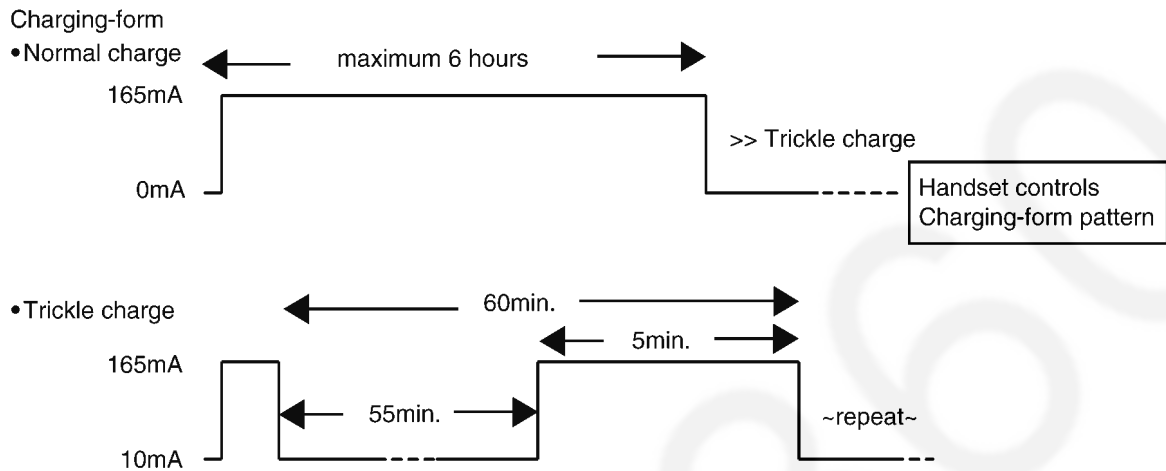 Charging-form
•Normal charge
maximum 6 hours
165mA
>> Trickle charge
0mA
Handset controls
Charging-form pattern
•Trickle charge
60min.
5min.
165mA
55min.
~repeat~
10mA